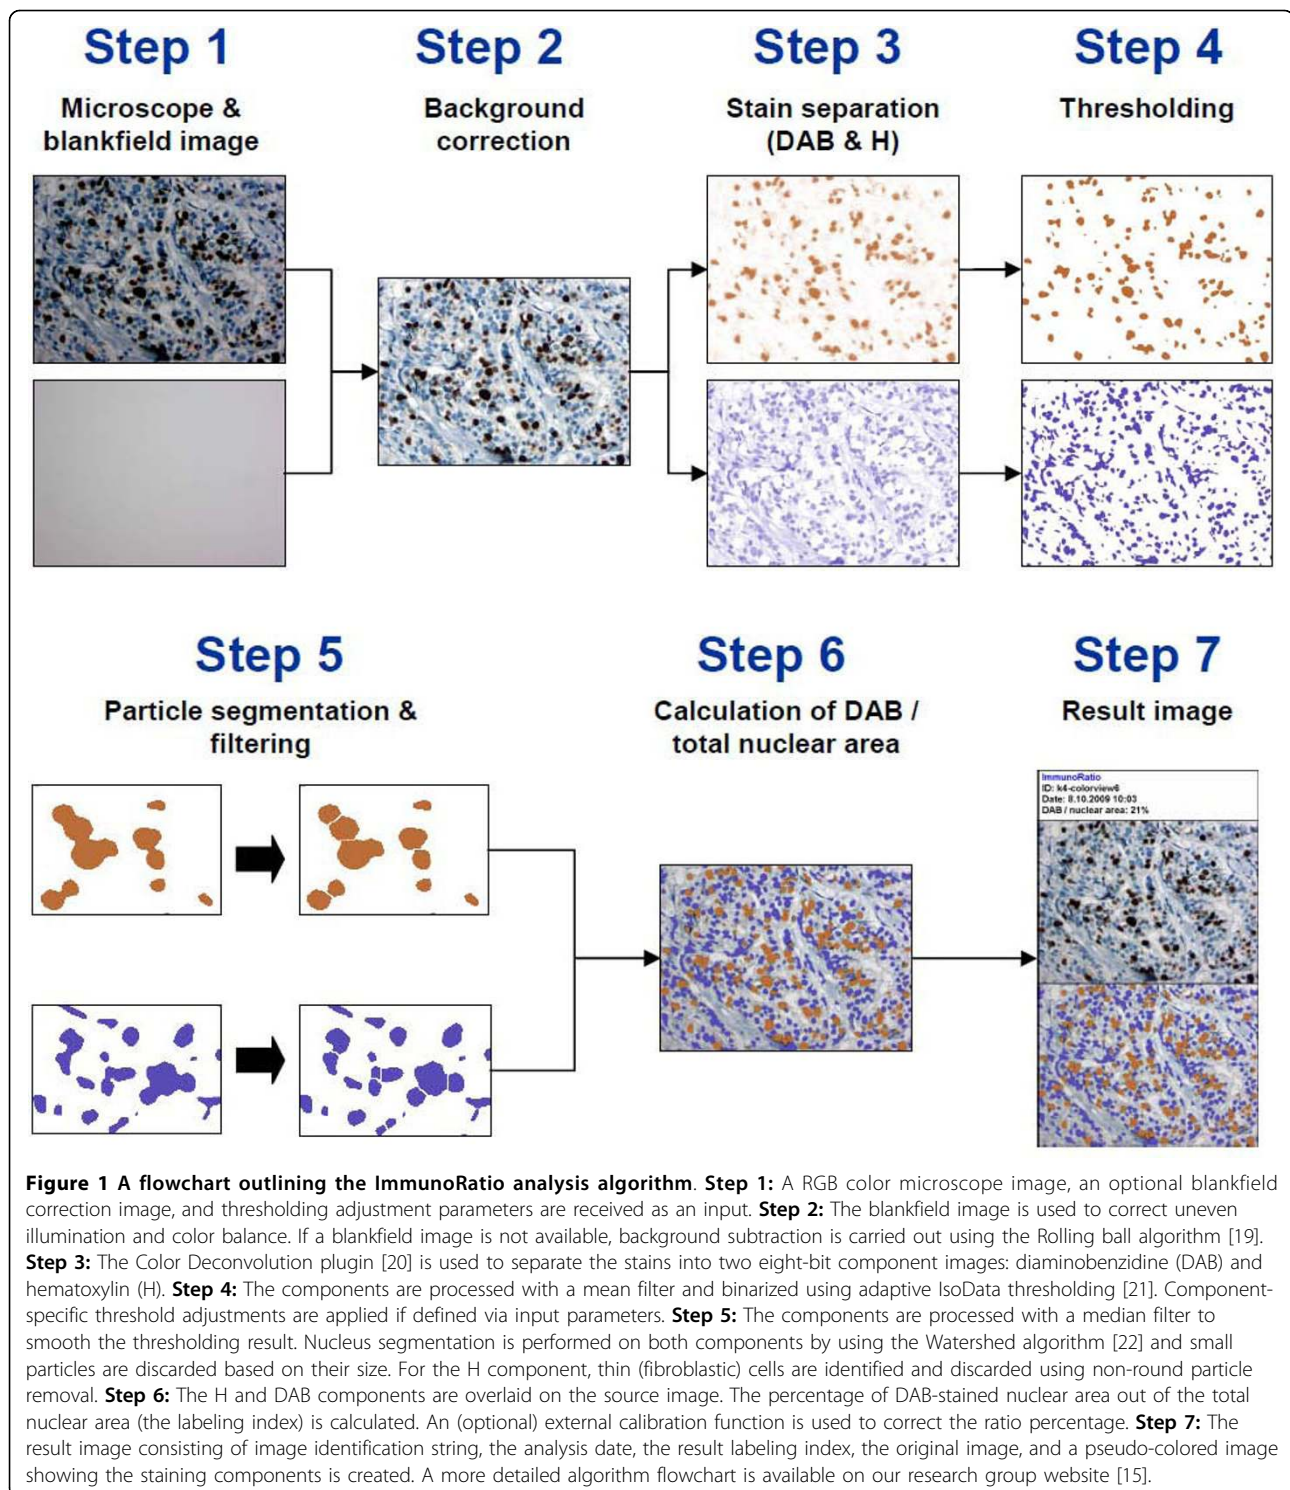 Step 1
Step 2
Step 3
Step 4
Microscope &
blankfield image
Background
correction
Stain separation
(DAB & H)
Thresholding
Step 5
Step 6
Step 7
Particle segmentation &
filtering
Calculation of DAB /
total nuclear area
Result image
ImmunoRatio
ID: k4-colorview6
Date: 8.10.2009 10:03
DAB / nuclear area: 21%
Figure 1 A flowchart outlining the ImmunoRatio analysis algorithm. Step 1: A RGB color microscope image, an optional blankfield
correction image, and thresholding adjustment parameters are received as an input. Step 2: The blankfield image is used to correct uneven
illumination and color balance. If a blankfield image is not available, background subtraction is carried out using the Rolling ball algorithm [19].
Step 3: The Color Deconvolution plugin [20] is used to separate the stains into two eight-bit component images: diaminobenzidine (DAB) and
hematoxylin (H). Step 4: The components are processed with a mean filter and binarized using adaptive IsoData thresholding [21]. Component-
specific threshold adjustments are applied if defined via input parameters. Step 5: The components are processed with a median filter to
smooth the thresholding result. Nucleus segmentation is performed on both components by using the Watershed algorithm [22] and small
particles are discarded based on their size. For the H component, thin (fibroblastic) cells are identified and discarded using non-round particle
removal. Step 6: The H and DAB components are overlaid on the source image. The percentage of DAB-stained nuclear area out of the total
nuclear area (the labeling index) is calculated. An (optional) external calibration function is used to correct the ratio percentage. Step 7: The
result image consisting of image identification string, the analysis date, the result labeling index, the original image, and a pseudo-colored image
showing the staining components is created. A more detailed algorithm flowchart is available on our research group website [15].